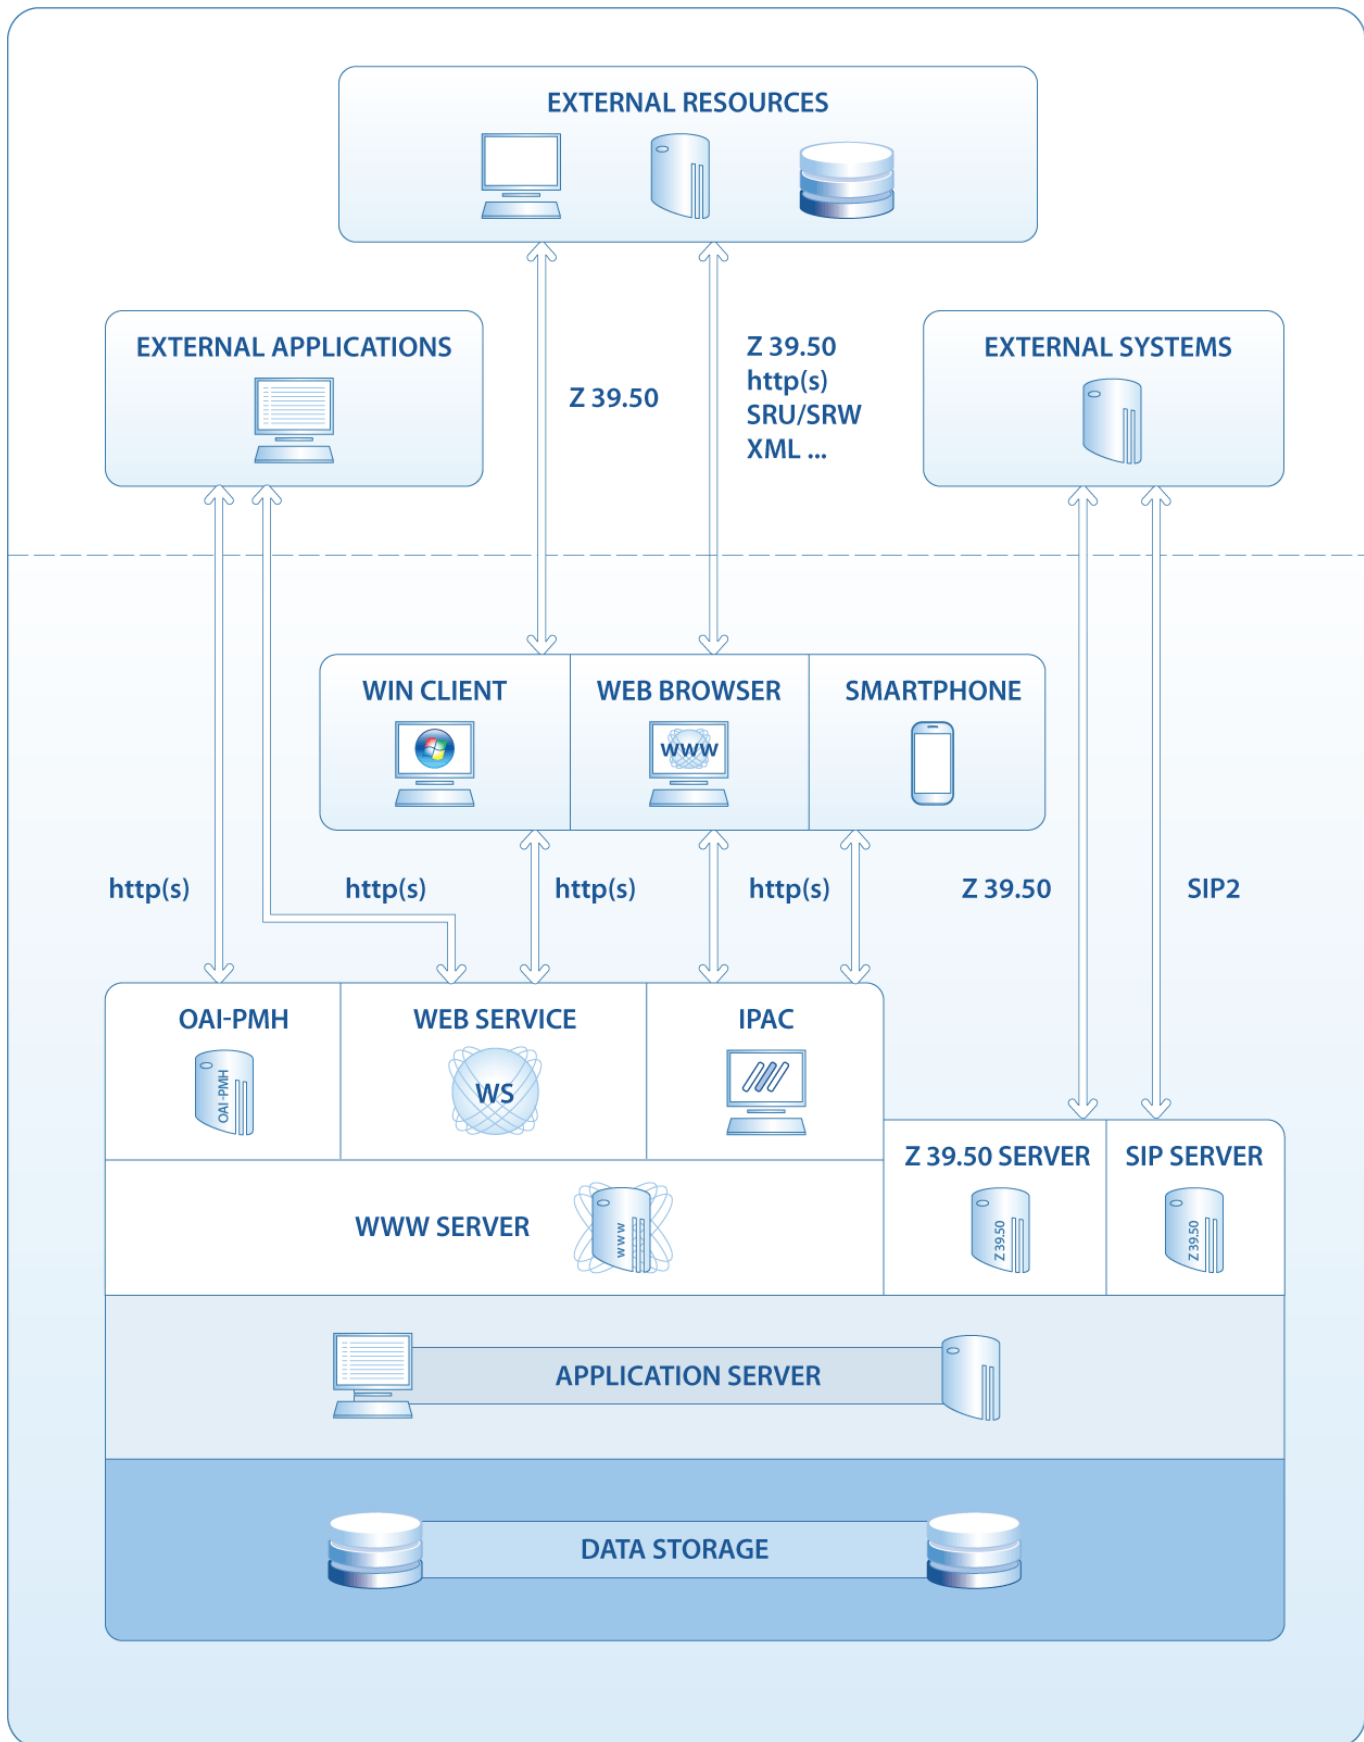 EXTERNAL RESOURCES
EXTERNAL APPLICATIONS
Z 39.50
Z 39.50
http(s)
SRU/SRW
XML ...
EXTERNAL SYSTEMS
WIN CLIENT
WEB BROWSER
SMARTPHONE
WWW
http(s)
http(s)
http(s)
http(s)
Z 39.50
SIP2
OAI-PMH
WEB SERVICE
IPAC
OAI-PMH
WS
Z 39.50 SERVER
SIP SERVER
WWW SERVER
WWW
Z 39.50
Z 39.50
APPLICATION SERVER
DATA STORAGE